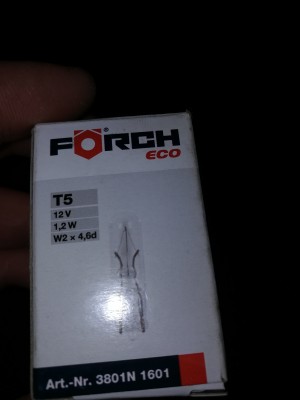 FÖRCH
ECO
T5
12 V
1,2 W
W2 × 4,6d
Art.-Nr. 3801N 1601